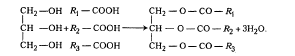 CH₂—OH R₁—COOH CH₂—O—CO—R₁
CH—OH+R₂—COOH → CH—O—CO—R₂+3H₂O.
CH₂—OH R₃—COOH CH₂—O—CO—R₃